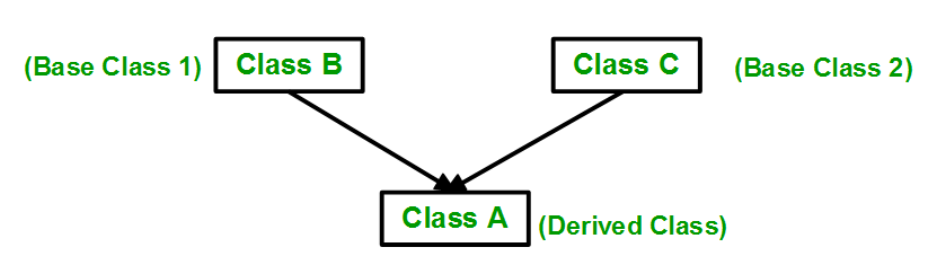 (Base Class 1) Class B Class C (Base Class 2)
Class A (Derived Class)